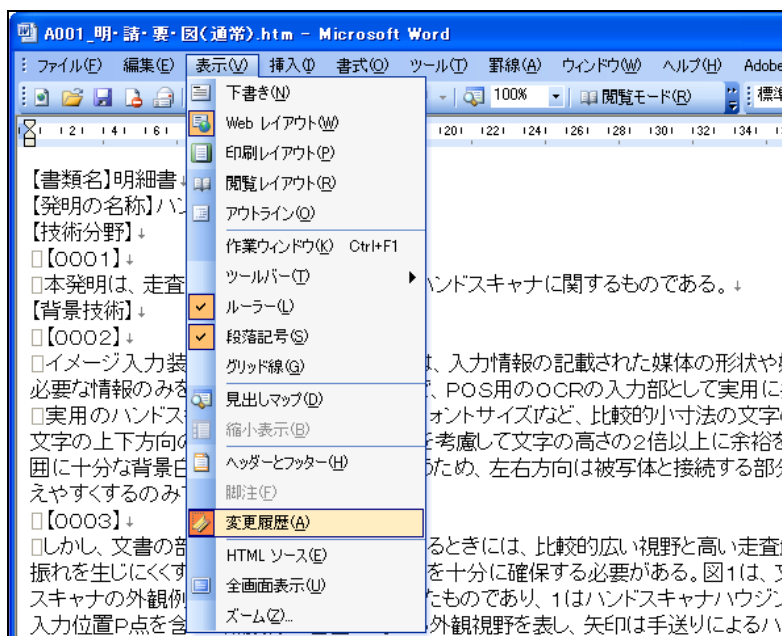 A001_明・請・要・図(通常).htm - Microsoft Word
ファイル(F) 編集(E) 表示(V) 挿入(I) 書式(O) ツール(T) 罫線(A) ウィンドウ(W) ヘルプ(H) Adobe
100% 閲覧モード(R) 標準
下書き(N)
Web レイアウト(W)
印刷レイアウト(P)
閲覧レイアウト(R)
アウトライン(O)
作業ウィンドウ(K) Ctrl+F1
ツールバー(T)
ルーラー(L)
段落記号(S)
グリッド線(G)
見出しマップ(D)
縮小表示(B)
ヘッダーとフッター(H)
脚注(F)
変更履歴(A)
HTML ソース(E)
全画面表示(U)
ズーム(Z)...
|2| |4| |6| |20| |22| |24| |26| |28| |30| |32| |34|
【書類名】明細書↓
【発明の名称】ハン
【技術分野】↓
□【0001】↓
□本発明は、走査 ハンドスキャナに関するものである。↓
【背景技術】↓
□【0002】↓
□イメージ入力装 は、入力情報の記載された媒体の形状や
必要な情報のみを で、POS用のOCRの入力部として実用に
□実用のハンドス ォントサイズIなど、比較的小寸法の文字
文字の上下方向の を考慮して文字の高さの2倍以上に余裕を
囲に十分な背景白 うため、左右方向は被写体と接続する部分
えやすくするのみで
□【0003】↓
□しかし、文書の部 るときには、比較的広い視野と高い走査
振れを生じにくくす を十分に確保する必要がある。図1は、
スキャナの外観例 たものであり、1はハンドスキャナハウジン
入力位置P点を含 外観視野を表し、矢印は手送りによるハ